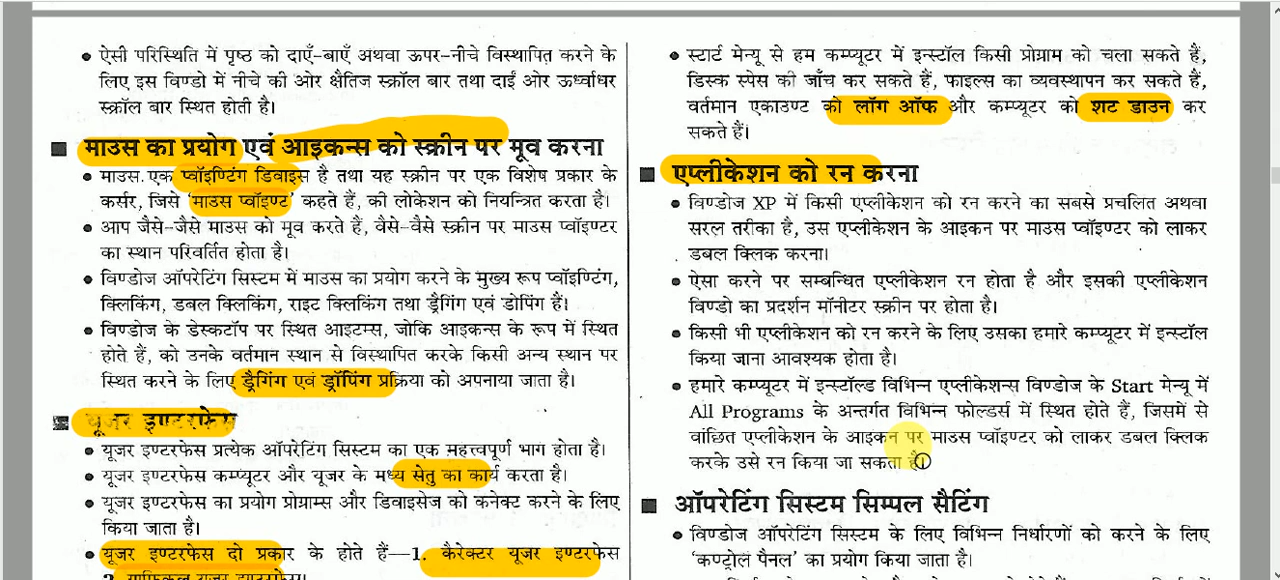 • ऐसी परिस्थिति में पृष्ठ को दाएँ-बाएँ अथवा ऊपर-नीचे विस्थापित करने के
लिए इस विण्डो में नीचे की ओर क्षैतिज स्क्रॉल बार तथा दाईं ओर ऊर्ध्वाधर
स्क्रॉल वार स्थित होती है।
■ माउस का प्रयोग एवं आइकन्स को स्क्रीन पर मूव करना
• माउस एक प्वॉइण्टिंग डिवाइस है तथा यह स्क्रीन पर एक विशेष प्रकार के
कर्सर, जिसे 'माउस प्वॉइण्ट' कहते हैं, की लोकेशन को नियन्त्रित करता है।
• आप जैसे-जैसे माउस को मूव करते हैं, वैसे-वैसे स्क्रीन पर माउस प्वॉइण्टर
का स्थान परिवर्तित होता है।
• विण्डोज ऑपरेटिंग सिस्टम में माउस का प्रयोग करने के मुख्य रूप प्वॉइण्टिंग,
क्लिकिंग, डबल क्लिकिंग, राइट क्लिकिंग तथा ड्रैगिंग एवं डोपिंग हैं।
• विण्डोज के डेस्कटॉप पर स्थित आइटम्स, जोकि आइकन्स के रूप में स्थित
होते हैं, को उनके वर्तमान स्थान से विस्थापित करके किसी अन्य स्थान पर
स्थित करने के लिए ड्रैगिंग एवं ड्रॉपिंग प्रक्रिया को अपनाया जाता है।
■ यूजर इण्टरफेस
• यूजर इण्टरफेस प्रत्येक ऑपरेटिंग सिस्टम का एक महत्त्वपूर्ण भाग होता है।
• यूजर इण्टरफेस कम्प्यूटर और यूजर के मध्य सेतु का कार्य करता है।
• यूजर इण्टरफेस का प्रयोग प्रोग्राम्स और डिवाइसेज को कनेक्ट करने के लिए
किया जाता है।
• यूजर इण्टरफेस दो प्रकार के होते हैं—1. कैरेक्टर यूजर इण्टरफेस
2. ग्राफिकल यूजर इण्टरफेस।
• स्टार्ट मेन्यू से हम कम्प्यूटर में इन्स्टॉल किसी प्रोग्राम को चला सकते हैं,
डिस्क स्पेस की जाँच कर सकते हैं, फाइल्स का व्यवस्थापन कर सकते हैं,
वर्तमान एकाउण्ट को लॉग ऑफ और कम्प्यूटर को शट डाउन कर
सकते हैं।
■ एप्लीकेशन को रन करना
• विण्डोज XP में किसी एप्लीकेशन को रन करने का सबसे प्रचलित अथवा
सरल तरीका है, उस एप्लीकेशन के आइकन पर माउस प्वॉइण्टर को लाकर
डबल क्लिक करना।
• ऐसा करने पर सम्बन्धित एप्लीकेशन रन होता है और इसकी एप्लीकेशन
विण्डो का प्रदर्शन मॉनीटर स्क्रीन पर होता है।
• किसी भी एप्लीकेशन को रन करने के लिए उसका हमारे कम्प्यूटर में इन्स्टॉल
किया जाना आवश्यक होता है।
• हमारे कम्प्यूटर में इन्स्टॉल्ड विभिन्न एप्लीकेशन्स विण्डोज के Start मेन्यू में
All Programs के अन्तर्गत विभिन्न फोल्डर्स में स्थित होते हैं, जिसमें से
वांछित एप्लीकेशन के आइकन पर माउस प्वॉइण्टर को लाकर डबल क्लिक
करके उसे रन किया जा सकता है।
■ ऑपरेटिंग सिस्टम सिम्पल सैटिंग
• विण्डोज ऑपरेटिंग सिस्टम के लिए विभिन्न निर्धारणों को करने के लिए
'कण्ट्रोल पैनल' का प्रयोग किया जाता है।